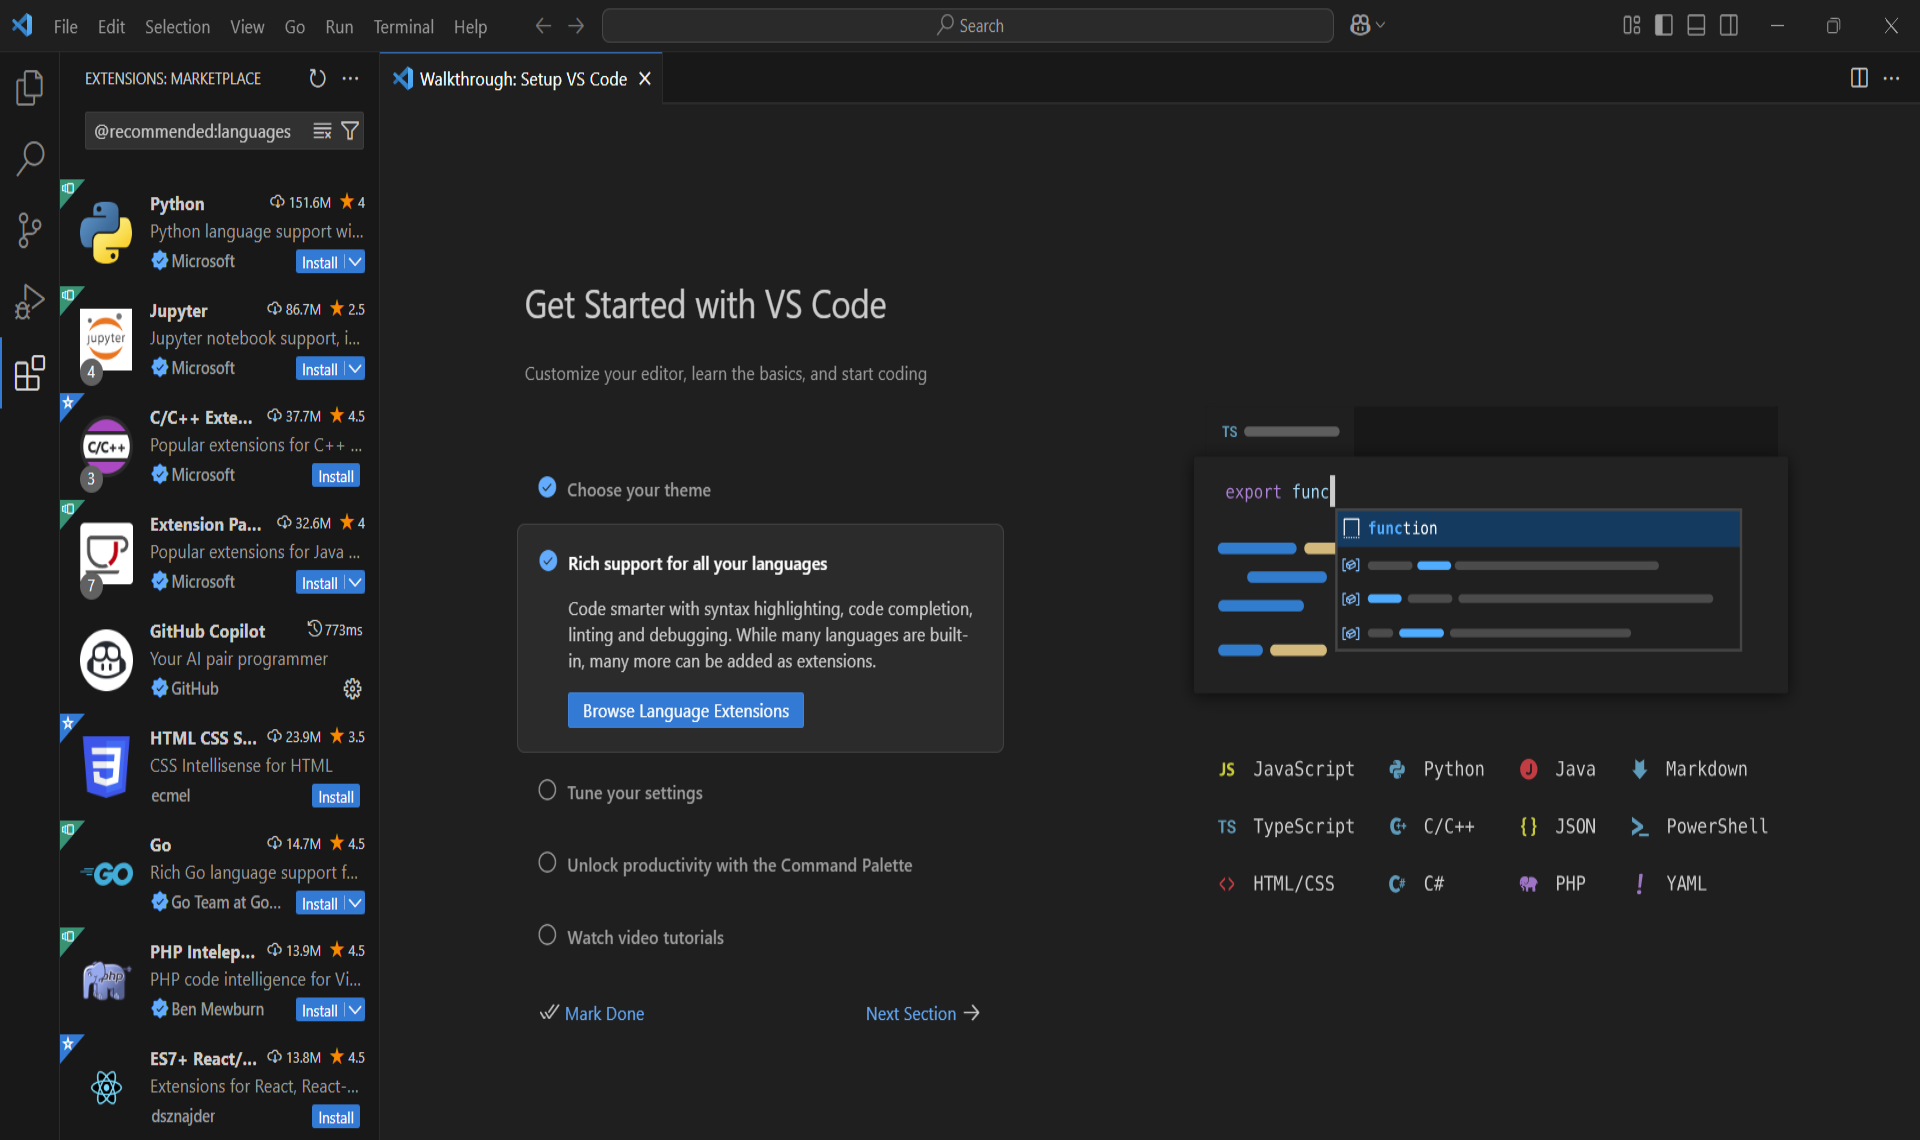 File Edit Selection View Go Run Terminal Help
Search
EXTENSIONS: MARKETPLACE
Walkthrough: Setup VS Code
@recommended:languages
Python 151.6M 4
Python language support wi...
Microsoft Install
Jupyter 86.7M 2.5
Jupyter notebook support, i...
Microsoft Install
jupyter
4
C/C++ Exte... 37.7M 4.5
Popular extensions for C++ ...
Microsoft Install
C/C++
3
Extension Pa... 32.6M 4
Popular extensions for Java ...
Microsoft Install
7
GitHub Copilot 773ms
Your AI pair programmer
GitHub
HTML CSS S... 23.9M 3.5
CSS Intellisense for HTML
ecmel Install
3
Go 14.7M 4.5
Rich Go language support f...
Go Team at Go... Install
GO
PHP Intelep... 13.9M 4.5
PHP code intelligence for Vi...
Ben Mewburn Install
php
ES7+ React/... 13.8M 4.5
Extensions for React, React-...
dsznajder Install
Get Started with VS Code
Customize your editor, learn the basics, and start coding
Choose your theme
Rich support for all your languages
Code smarter with syntax highlighting, code completion,
linting and debugging. While many languages are built-
in, many more can be added as extensions.
Browse Language Extensions
Tune your settings
Unlock productivity with the Command Palette
Watch video tutorials
Mark Done Next Section
TS
export func
function
JS JavaScript Python J Java Markdown
TS TypeScript C+ C/C++ {} JSON PowerShell
<> HTML/CSS C# C# PHP ! YAML